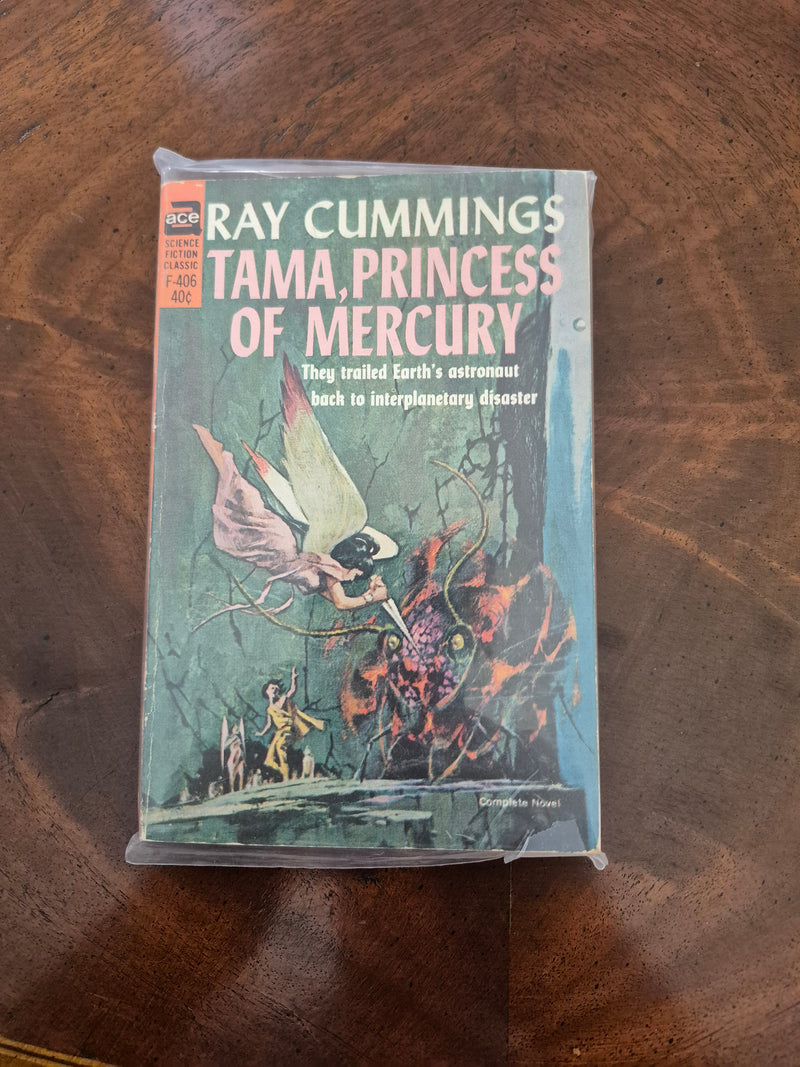 ace
SCIENCE
FICTION
CLASSIC
F-406
40¢
RAY CUMMINGS
TAMA, PRINCESS
OF MERCURY
They trailed Earth's astronaut
back to interplanetary disaster
Complete Novel